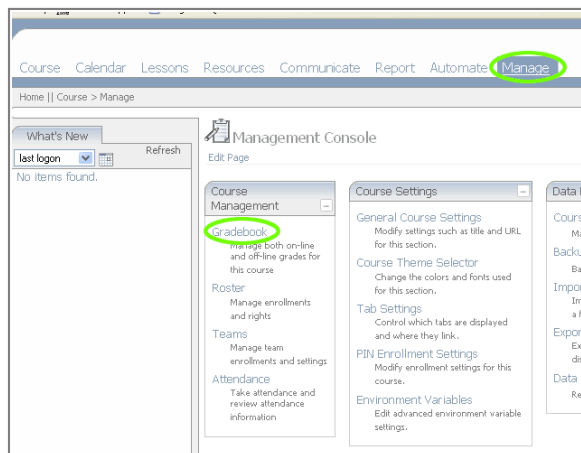 Course Calendar Lessons Resources Communicate Report Automate Manage
Home || Course > Manage
What's New
last logon
Refresh
No items found.
Management Console
Edit Page
Course
Management
Gradebook
Manage both on-line
and off-line grades for
this course
Roster
Manage enrollments
and rights
Teams
Manage team
enrollments and settings
Attendance
Take attendance and
review attendance
information
Course Settings
General Course Settings
Modify settings such as title and URL
for this section.
Course Theme Selector
Change the colors and fonts used
for this section.
Tab Settings
Control which tabs are displayed
and where they link.
PIN Enrollment Settings
Modify enrollment settings for this
course.
Environment Variables
Edit advanced environment variable
settings.
Data
Data